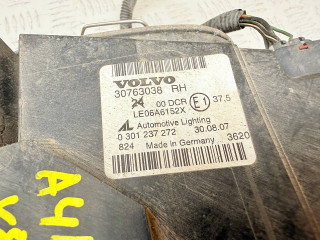 VOLVO
30763038 RH
00 DCR E1 37,5
LE06A6152X
AL Automotive Lighting
0 301 237 272 30.08.07
824 Made in Germany 3620